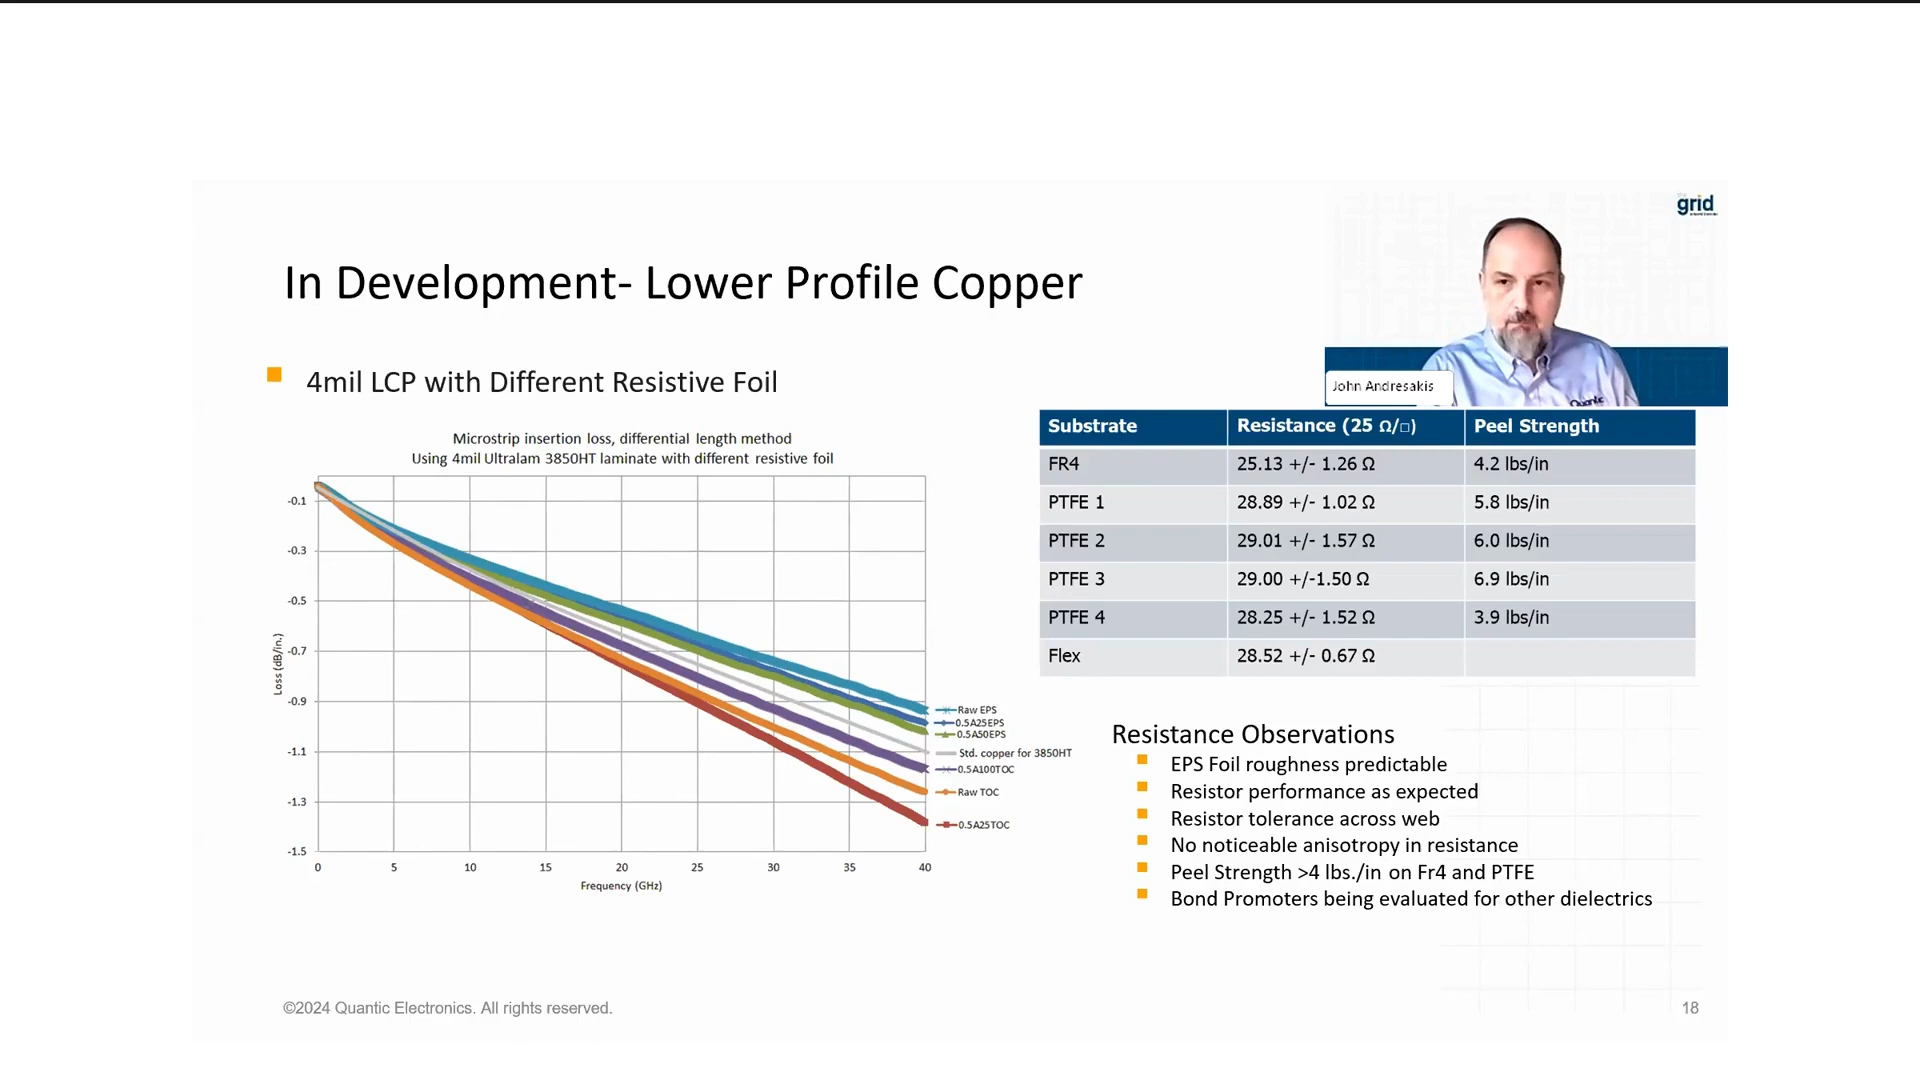 grid
In Development- Lower Profile Copper
4mil LCP with Different Resistive Foil
John Andresakis
Quantic
Microstrip insertion loss, differential length method
Using 4mil Ultralam 3850HT laminate with different resistive foil
Loss (dB/in.)
-0.1
-0.3
-0.5
-0.7
-0.9
-1.1
-1.3
-1.5
0 5 10 15 20 25 30 35 40
Frequency (GHz)
Raw EPS
0.5A25EPS
0.5A50EPS
Std. copper for 3850HT
0.5A100TOC
Raw TOC
0.5A25TOC
Substrate Resistance (25 Ω/□) Peel Strength
FR4 25.13 +/- 1.26 Ω 4.2 lbs/in
PTFE 1 28.89 +/- 1.02 Ω 5.8 lbs/in
PTFE 2 29.01 +/- 1.57 Ω 6.0 lbs/in
PTFE 3 29.00 +/-1.50 Ω 6.9 lbs/in
PTFE 4 28.25 +/- 1.52 Ω 3.9 lbs/in
Flex 28.52 +/- 0.67 Ω
Resistance Observations
EPS Foil roughness predictable
Resistor performance as expected
Resistor tolerance across web
No noticeable anisotropy in resistance
Peel Strength >4 lbs./in on Fr4 and PTFE
Bond Promoters being evaluated for other dielectrics
©2024 Quantic Electronics. All rights reserved.
18